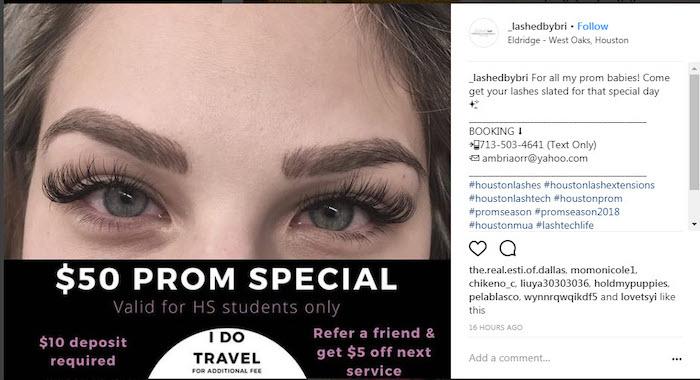 $50 PROM SPECIAL
Valid for HS students only
$10 deposit
required
I DO
TRAVEL
FOR ADDITIONAL FEE
Refer a friend &
get $5 off next
service
_lashedbybri • Follow
Eldridge - West Oaks, Houston
_lashedbybri For all my prom babies! Come
get your lashes slated for that special day
BOOKING
713-503-4641 (Text Only)
ambriaorr@yahoo.com
#houstonlashes #houstonlashextensions
#houstonlashtech #houstonprom
#promseason #promseason2018
#houstonmua #lashtechlife
the.real.esti.of.dallas, momonicole1,
chikeno_c, liuya30303036, holdmypuppies,
pelablasco, wynnrqwqikdf5 and lovetsyi like
this
16 HOURS AGO
Add a comment...